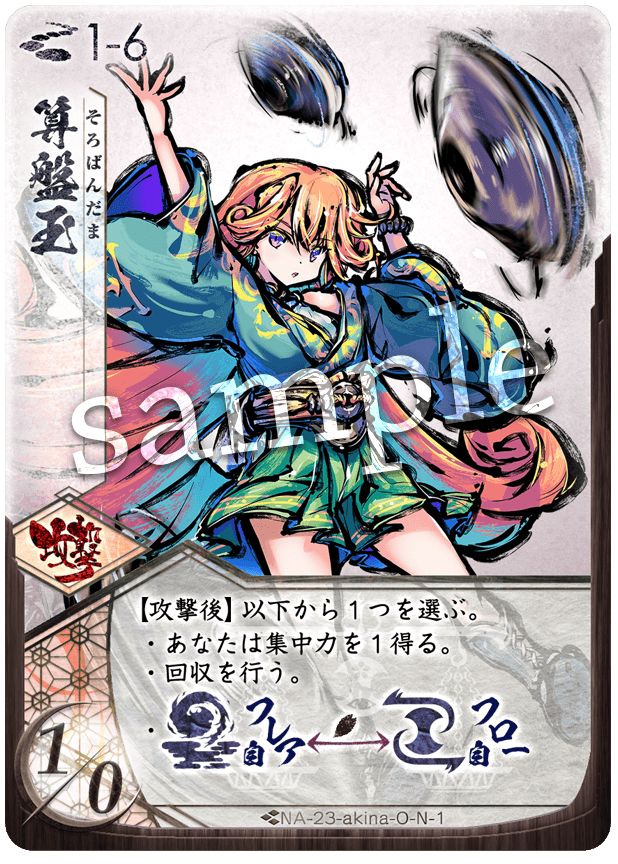 1-6
算盤玉
そろばんだま
sample
攻撃
【攻撃後】以下から1つを選ぶ。
・あなたは集中力を1得る。
・回収を行う。
・自フレア 自フロー
1/0
NA-23-akina-O-N-1